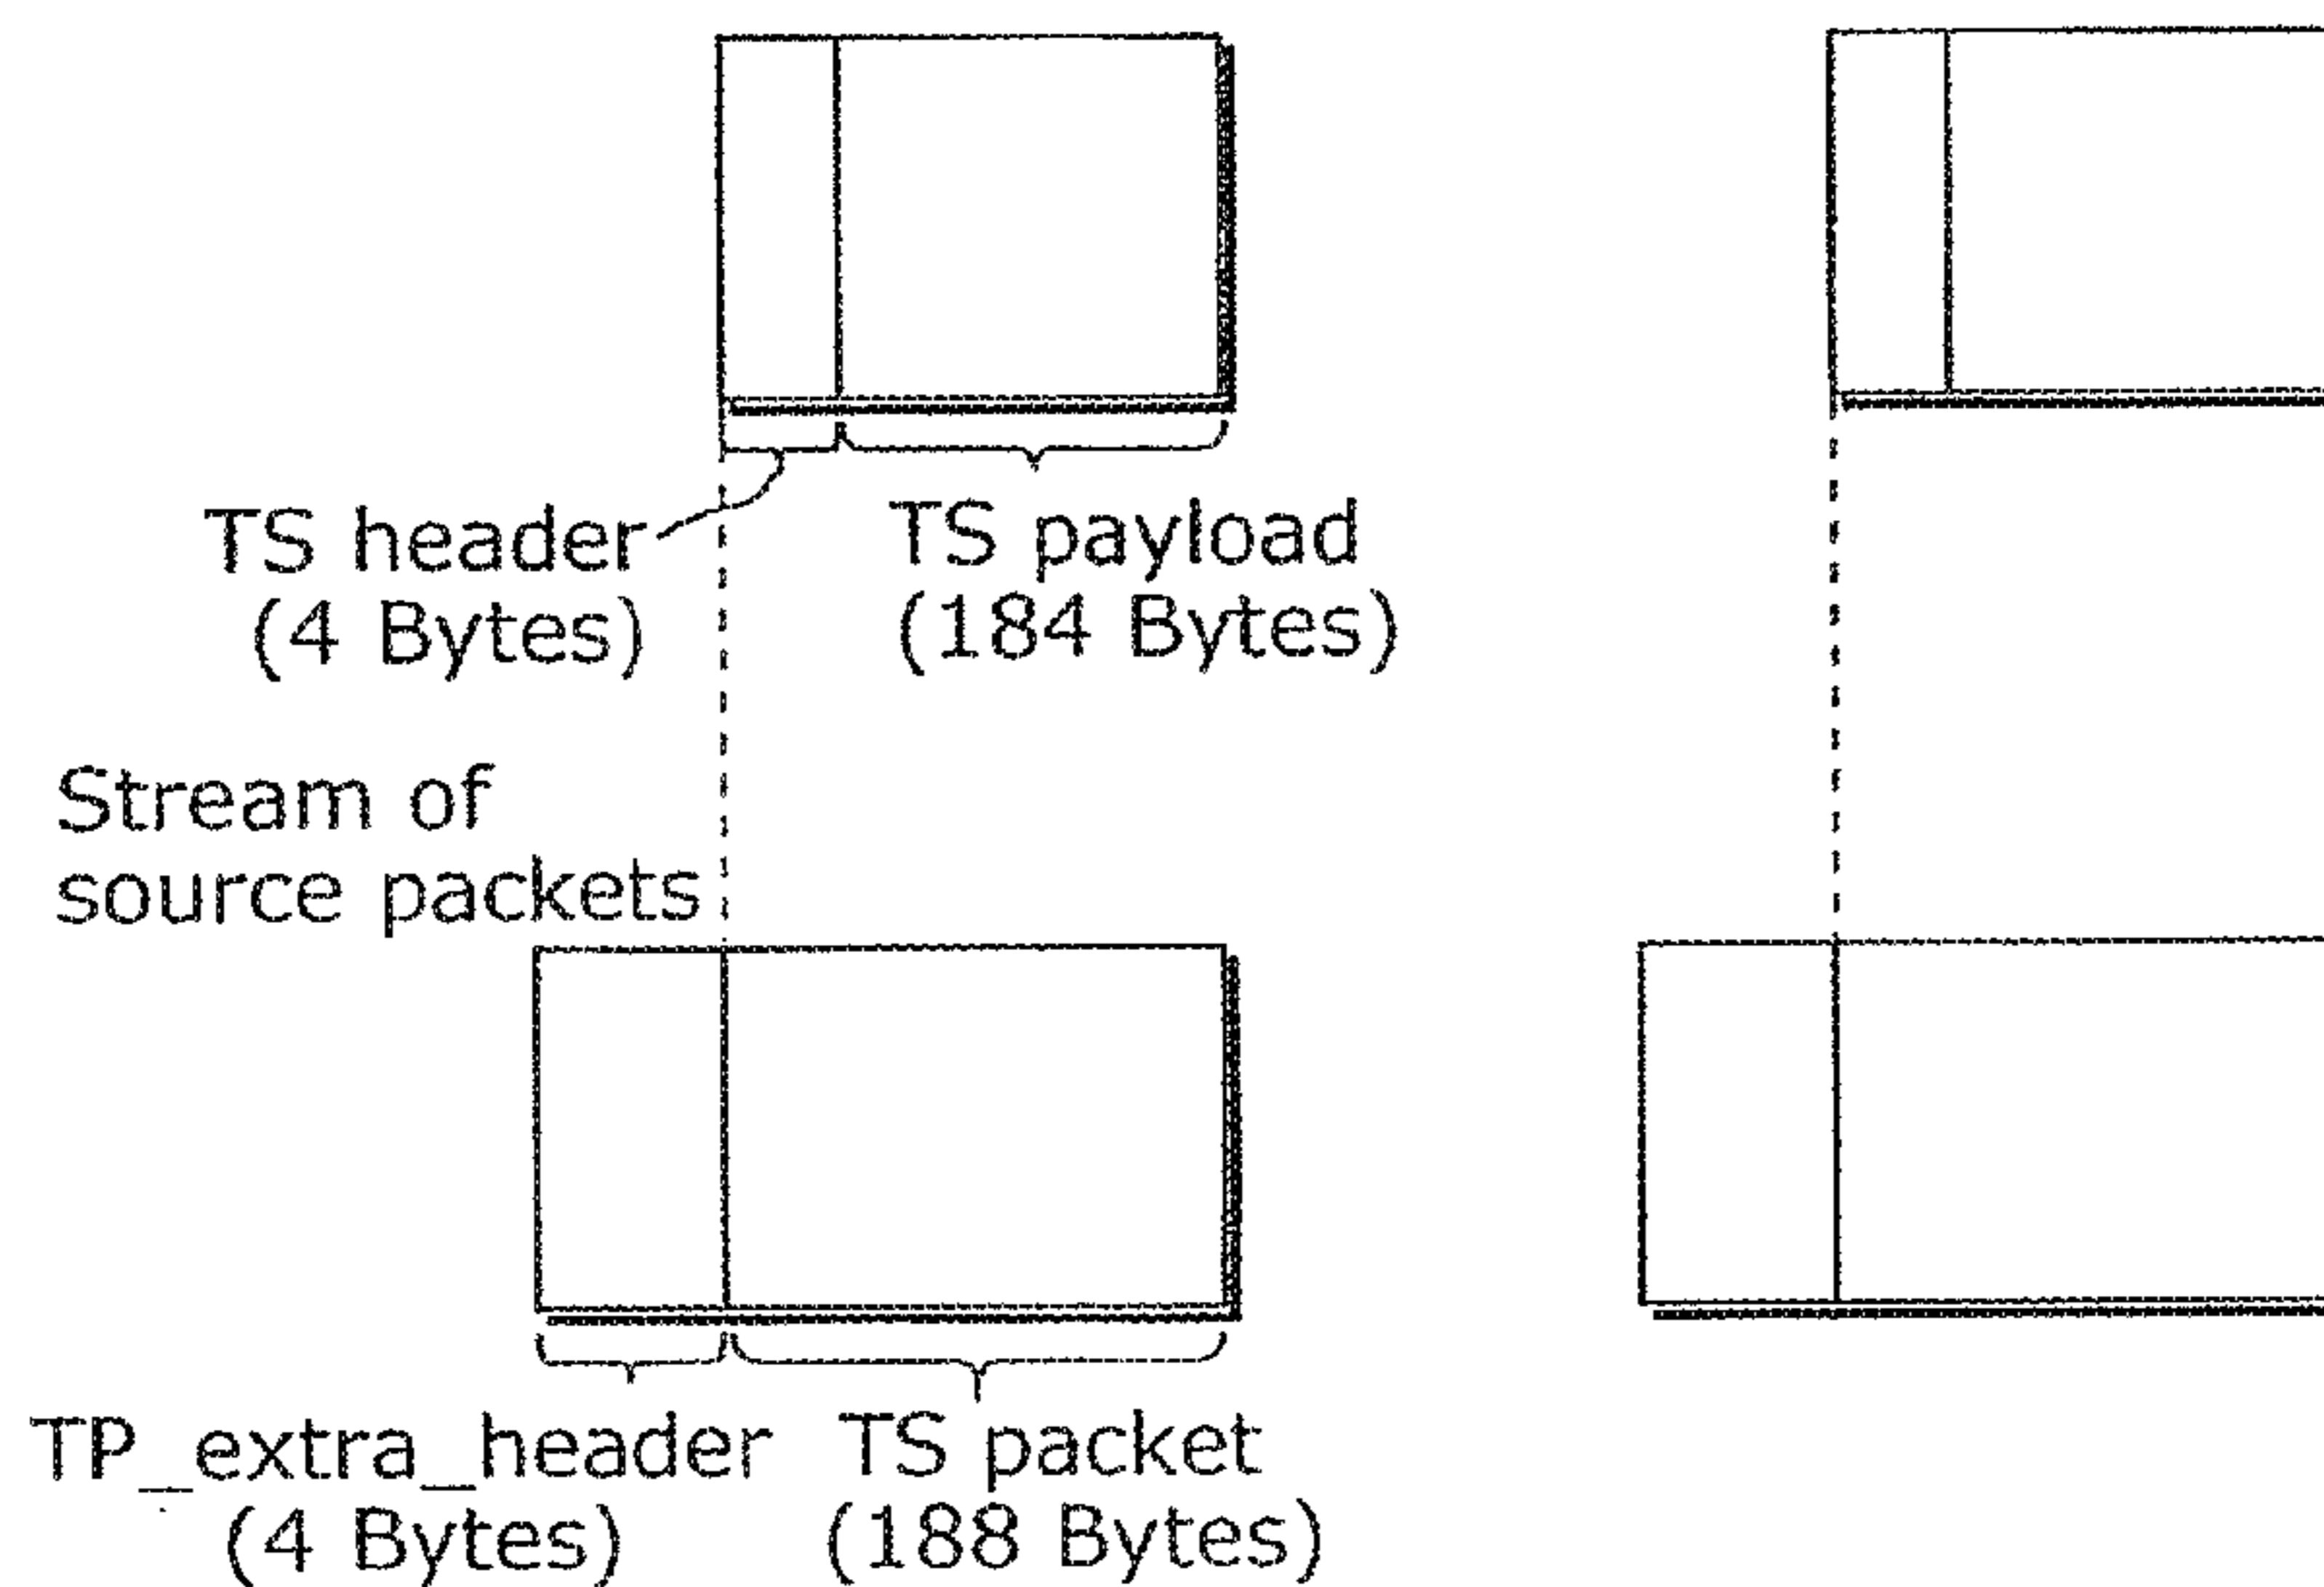 TS header
(4 Bytes)
TS payload
(184 Bytes)
Stream of
source packets
TP_extra_header
(4 Bytes)
TS packet
(188 Bytes)